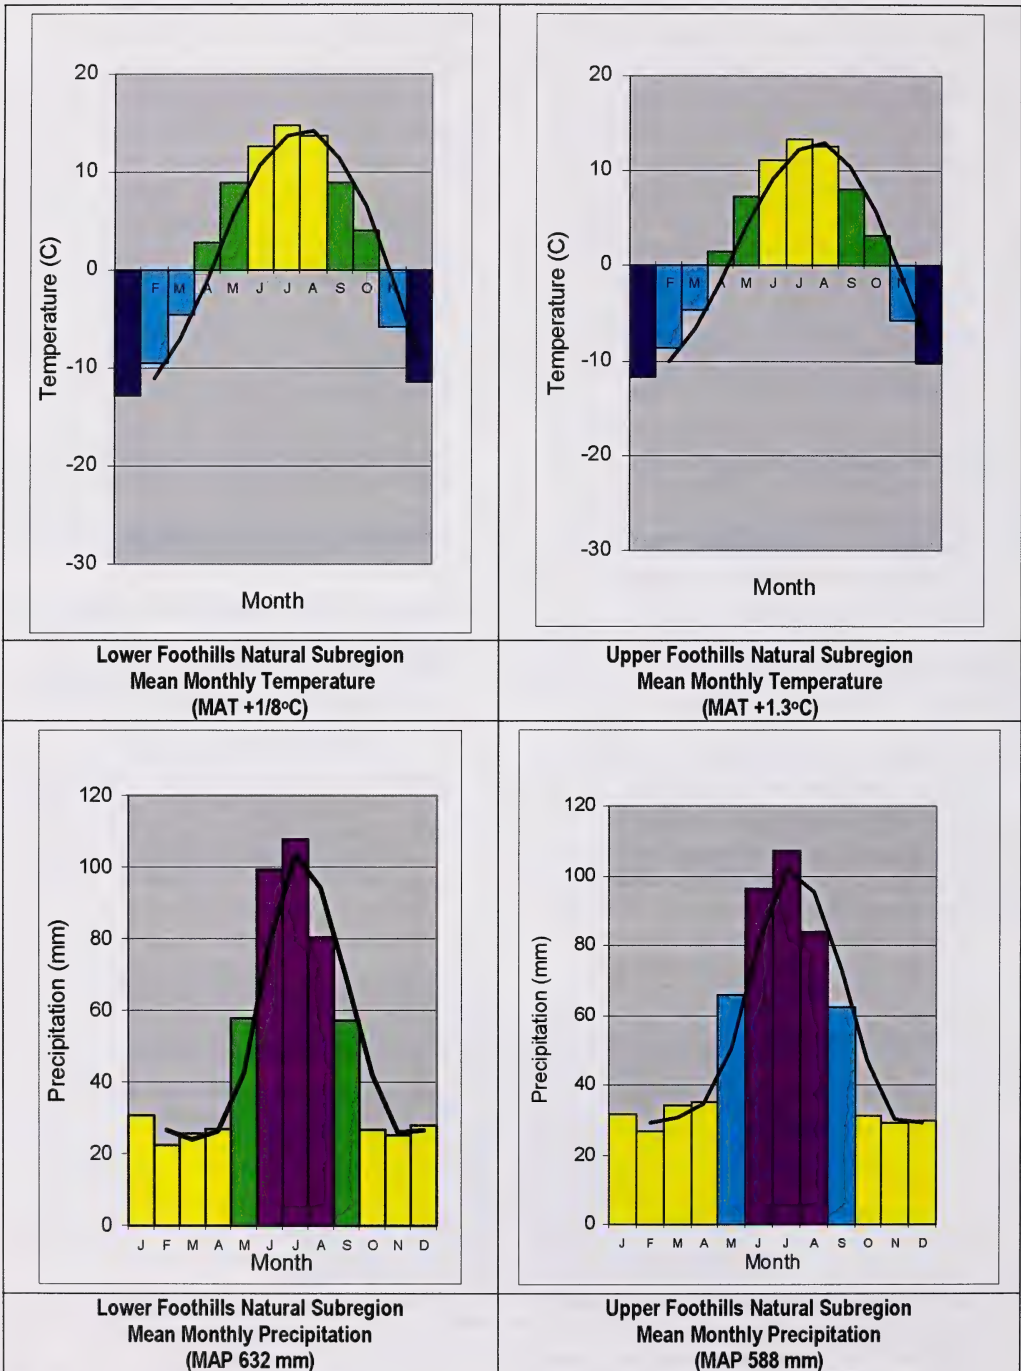 20
10
0
-10
-20
-30
Temperature (C)
F M A M J J A S O N
Month
20
10
0
-10
-20
-30
Temperature (C)
F M A M J J A S O N
Month
Lower Foothills Natural Subregion
Mean Monthly Temperature
(MAT +1/8ºC)
Upper Foothills Natural Subregion
Mean Monthly Temperature
(MAT +1.3ºC)
120
100
80
60
40
20
0
Precipitation (mm)
J F M A M J J A S O N D
Month
120
100
80
60
40
20
0
Precipitation (mm)
J F M A M J J A S O N D
Month
Lower Foothills Natural Subregion
Mean Monthly Precipitation
(MAP 632 mm)
Upper Foothills Natural Subregion
Mean Monthly Precipitation
(MAP 588 mm)